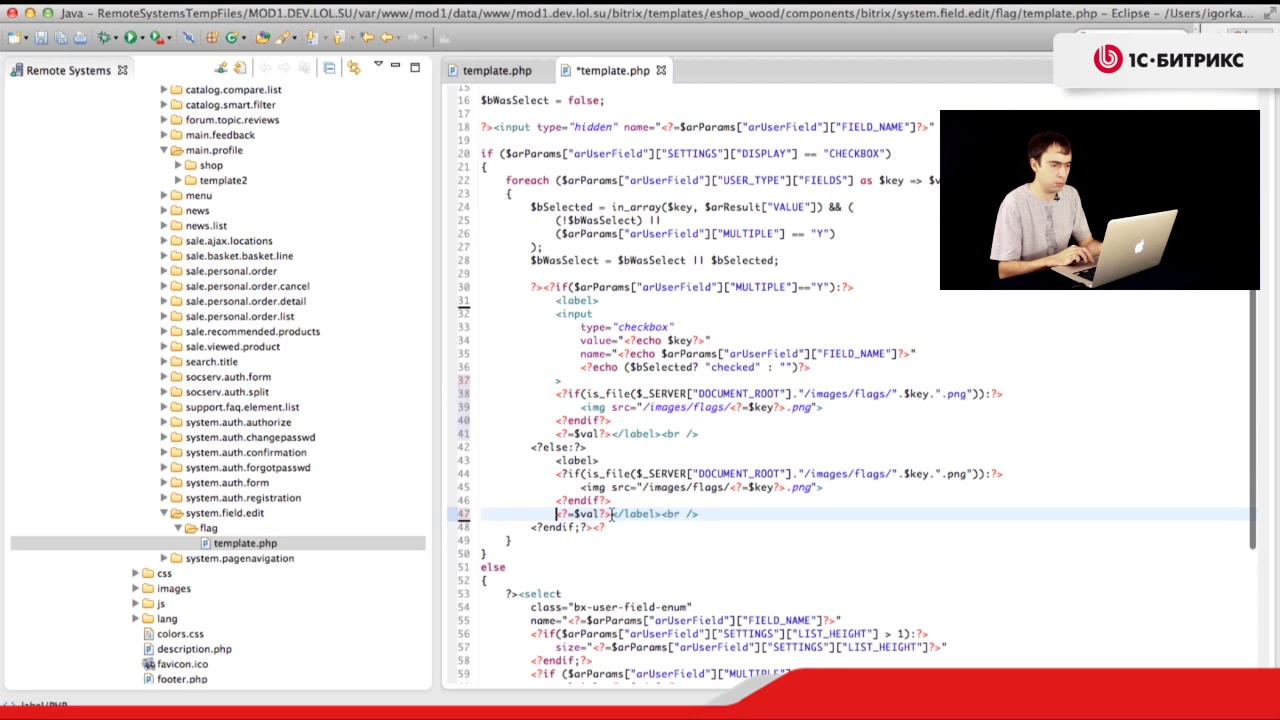 Java – RemoteSystemsTempFiles/MOD1.DEV.LOL.SU/var/www/mod1/data/www/mod1.dev.lol.su/bitrix/templates/eshop_wood/components/bitrix/system.field.edit/flag/template.php – Eclipse – /Users/igorka...
1С-БИТРИКС
Remote Systems
catalog.compare.list
catalog.smart.filter
forum.topic.reviews
main.feedback
main.profile
shop
template2
menu
news
news.list
sale.ajax.locations
sale.basket.basket.line
sale.personal.order
sale.personal.order.cancel
sale.personal.order.detail
sale.personal.order.list
sale.recommended.products
sale.viewed.product
search.title
socserv.auth.form
socserv.auth.split
support.faq.element.list
system.auth.authorize
system.auth.changepasswd
system.auth.confirmation
system.auth.forgotpasswd
system.auth.form
system.auth.registration
system.field.edit
flag
template.php
system.pagenavigation
css
images
js
lang
colors.css
description.php
favicon.ico
footer.php
template.php
*template.php
15
16 $bWasSelect = false;
17
18 ?><input type="hidden" name="<?=$arParams["arUserField"]["FIELD_NAME"]?>"
19
20 if ($arParams["arUserField"]["SETTINGS"]["DISPLAY"] == "CHECKBOX")
21 {
22 foreach ($arParams["arUserField"]["USER_TYPE"]["FIELDS"] as $key => $v
23 {
24 $bSelected = in_array($key, $arResult["VALUE"]) && (
25 (!$bWasSelect) ||
26 ($arParams["arUserField"]["MULTIPLE"] == "Y")
27 );
28 $bWasSelect = $bWasSelect || $bSelected;
29
30 ?><?if($arParams["arUserField"]["MULTIPLE"]=="Y"):?>
31 <label>
32 <input
33 type="checkbox"
34 value="<?echo $key?>"
35 name="<?echo $arParams["arUserField"]["FIELD_NAME"]?>"
36 <?echo ($bSelected? "checked" : "")?>
37 >
38 <?if(is_file($_SERVER["DOCUMENT_ROOT"]."/images/flags/".$key.".png")):?>
39 <img src="/images/flags/<?=$key?>.png">
40 <?endif?>
41 <?=$val?></label><br />
42 <?else:?>
43 <label>
44 <?if(is_file($_SERVER["DOCUMENT_ROOT"]."/images/flags/".$key.".png")):?>
45 <img src="/images/flags/<?=$key?>.png">
46 <?endif?>
47 <?=$val?></label><br />
48 <?endif;?><?
49 }
50 }
51 else
52 {
53 ?><select
54 class="bx-user-field-enum"
55 name="<?=$arParams["arUserField"]["FIELD_NAME"]?>"
56 <?if($arParams["arUserField"]["SETTINGS"]["LIST_HEIGHT"] > 1):?>
57 size="<?=$arParams["arUserField"]["SETTINGS"]["LIST_HEIGHT"]?>"
58 <?endif;?>
59 <?if ($arParams["arUserField"]["MULTIPL